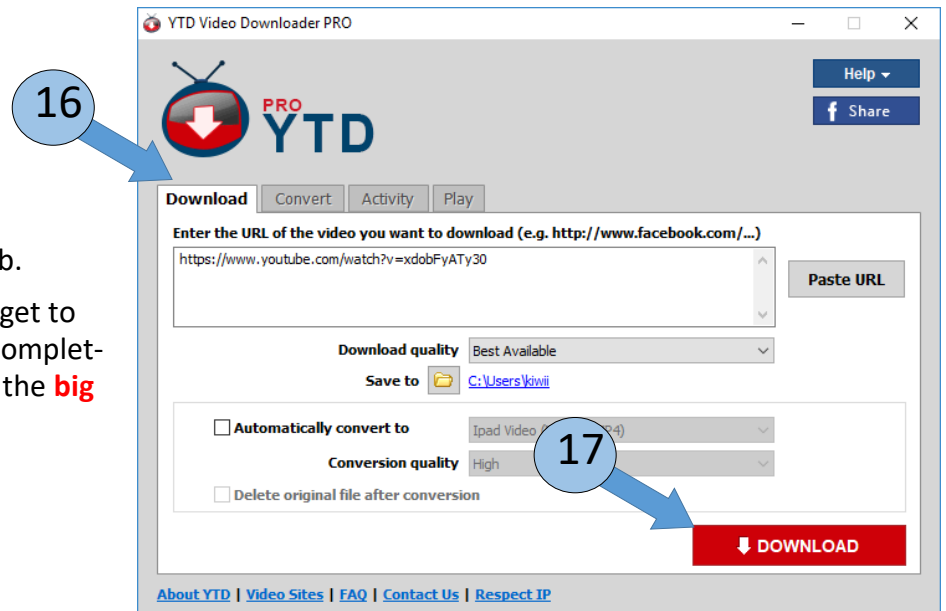 YTD Video Downloader PRO
Help
PRO
YTD
f Share
16
Download Convert Activity Play
Enter the URL of the video you want to download (e.g. http://www.facebook.com/...)
https://www.youtube.com/watch?v=xdobFyATy30
Paste URL
b.
get to
omplet-
the big
Download quality Best Available
Save to C:\Users\kiwii
Automatically convert to Ipad Video
Conversion quality High
17
Delete original file after conversion
DOWNLOAD
About YTD | Video Sites | FAQ | Contact Us | Respect IP